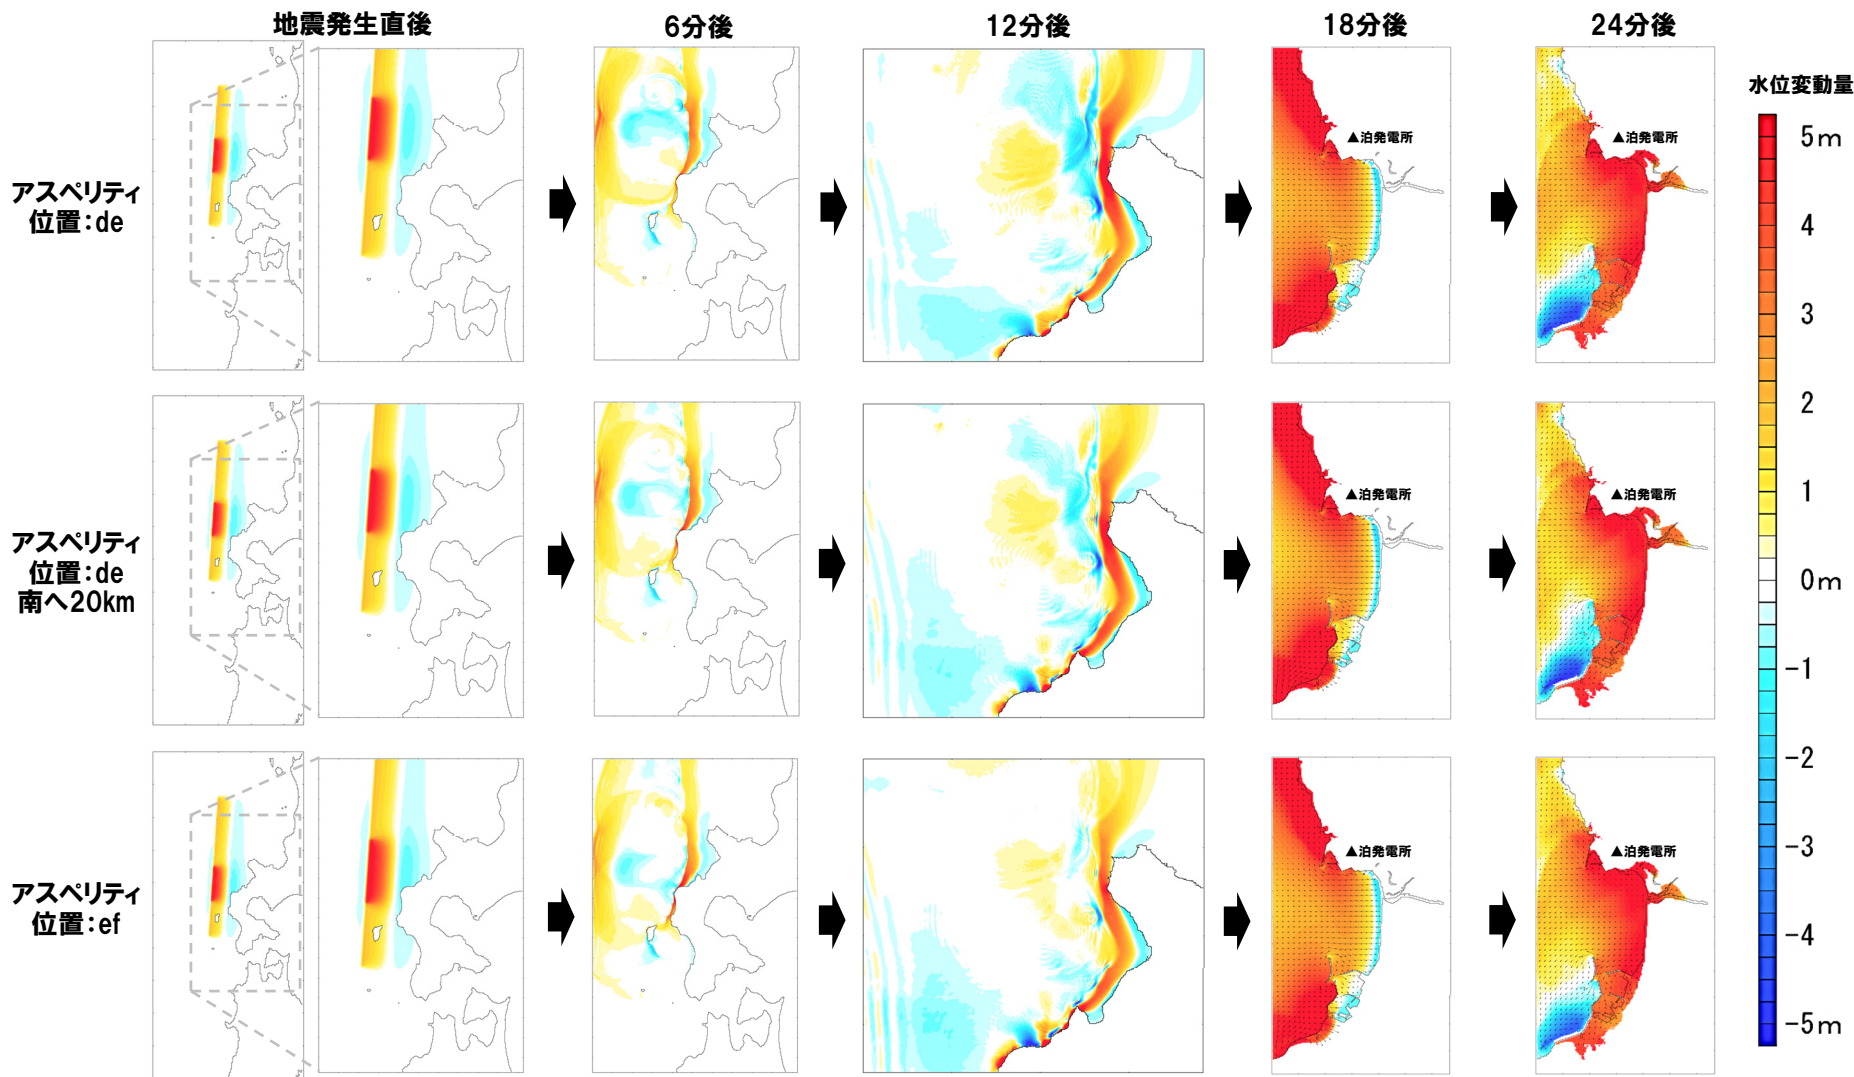 地震発生直後
6分後
12分後
18分後
24分後
水位変動量
アスペリティ
位置：de
▲泊発電所
▲泊発電所
アスペリティ
位置：de
南へ20km
▲泊発電所
▲泊発電所
アスペリティ
位置：ef
▲泊発電所
▲泊発電所
5m
4
3
2
1
0m
-1
-2
-3
-4
-5m